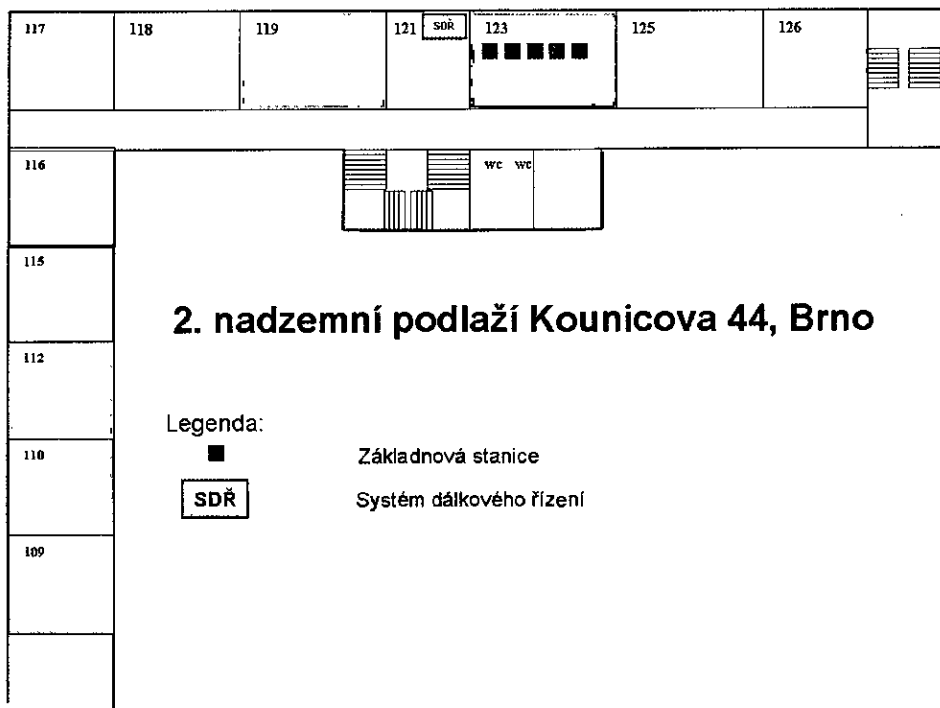 117 118 119 121 SDŘ 123 125 126
116 WC WC
115
2. nadzemní podlaží Kounicova 44, Brno
112
Legenda:
110 Základnová stanice
SDŘ Systém dálkového řízení
109